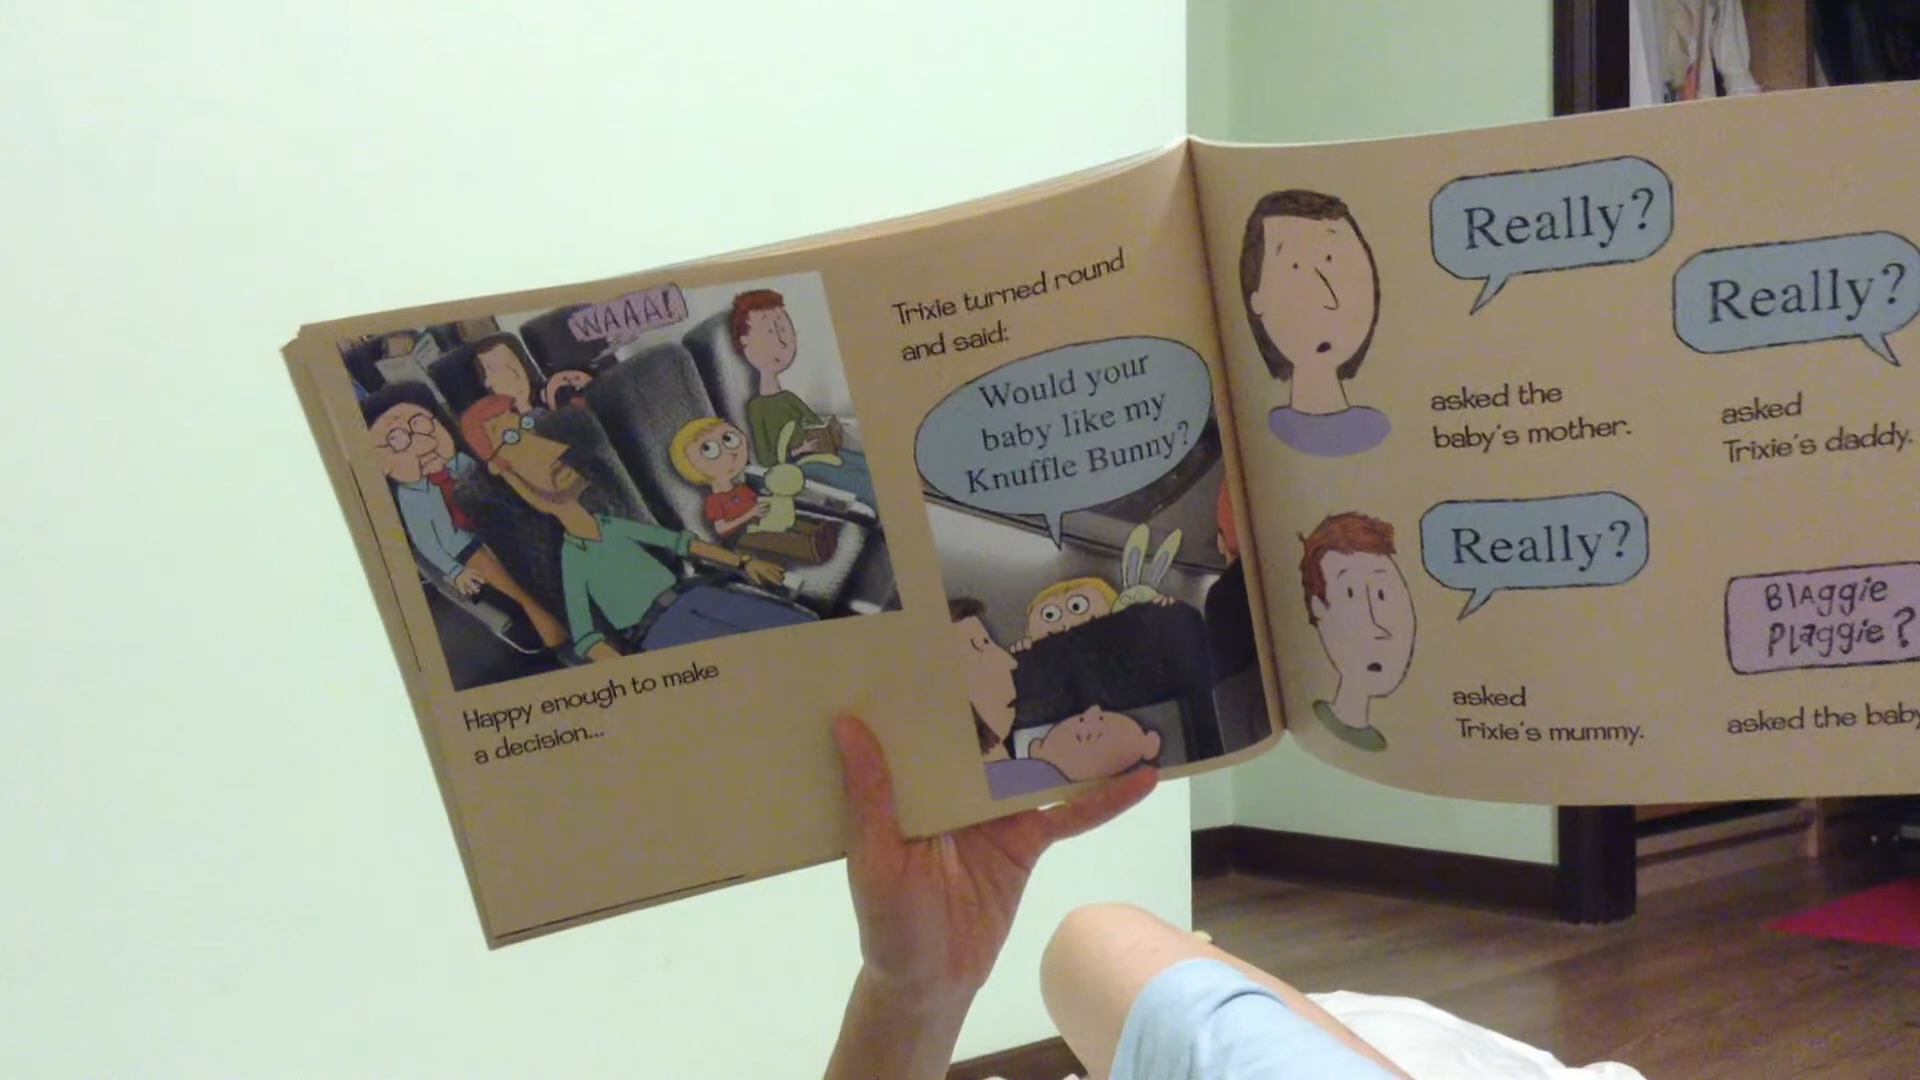 WAAA!
Happy enough to make
a decision...
Trixie turned round
and said:
Would your
baby like my
Knuffle Bunny?
Really?
asked the
baby's mother.
Really?
asked
Trixie's daddy.
Really?
asked
Trixie's mummy.
Blaggie
Plaggie?
asked the baby